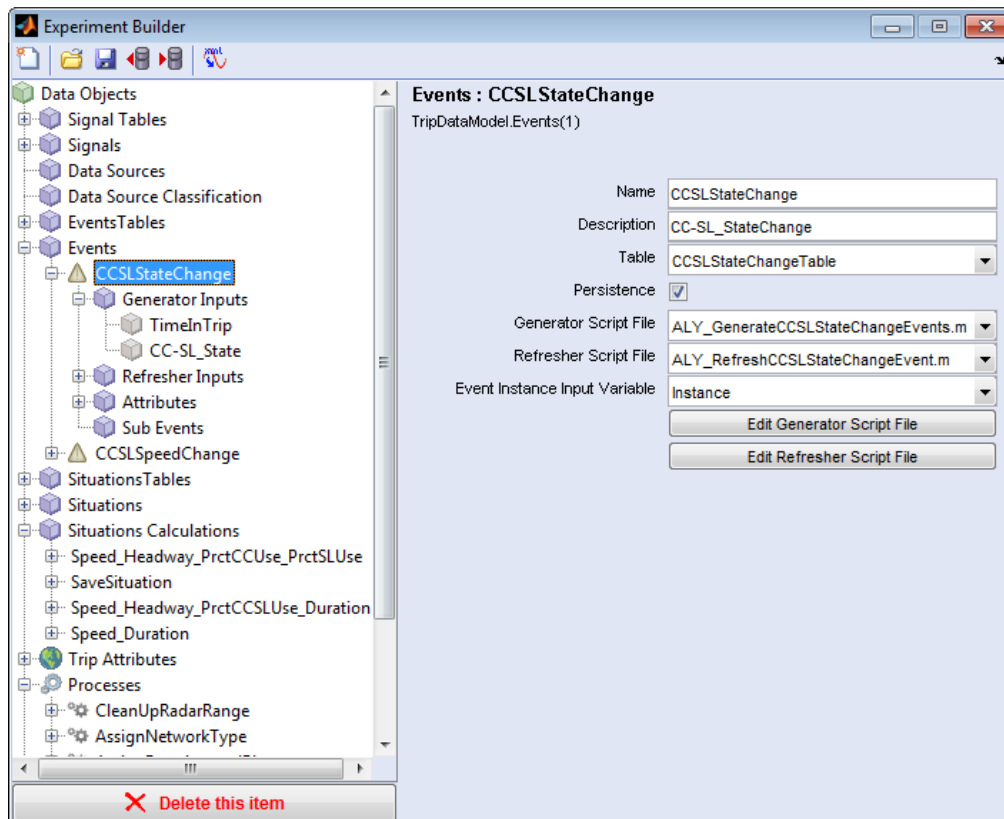 Experiment Builder
Data Objects
Signal Tables
Signals
Data Sources
Data Source Classification
EventsTables
Events
CCSLStateChange
Generator Inputs
TimeInTrip
CC-SL_State
Refresher Inputs
Attributes
Sub Events
CCSLSpeedChange
SituationsTables
Situations
Situations Calculations
Speed_Headway_PrctCCUse_PrctSLUse
SaveSituation
Speed_Headway_PrctCCSLUse_Duration
Speed_Duration
Trip Attributes
Processes
CleanUpRadarRange
AssignNetworkType
Delete this item
Events : CCSLStateChange
TripDataModel.Events(1)
Name CCSLStateChange
Description CC-SL_StateChange
Table CCSLStateChangeTable
Persistence
Generator Script File ALY_GenerateCCSLStateChangeEvents.m
Refresher Script File ALY_RefreshCCSLStateChangeEvent.m
Event Instance Input Variable Instance
Edit Generator Script File
Edit Refresher Script File